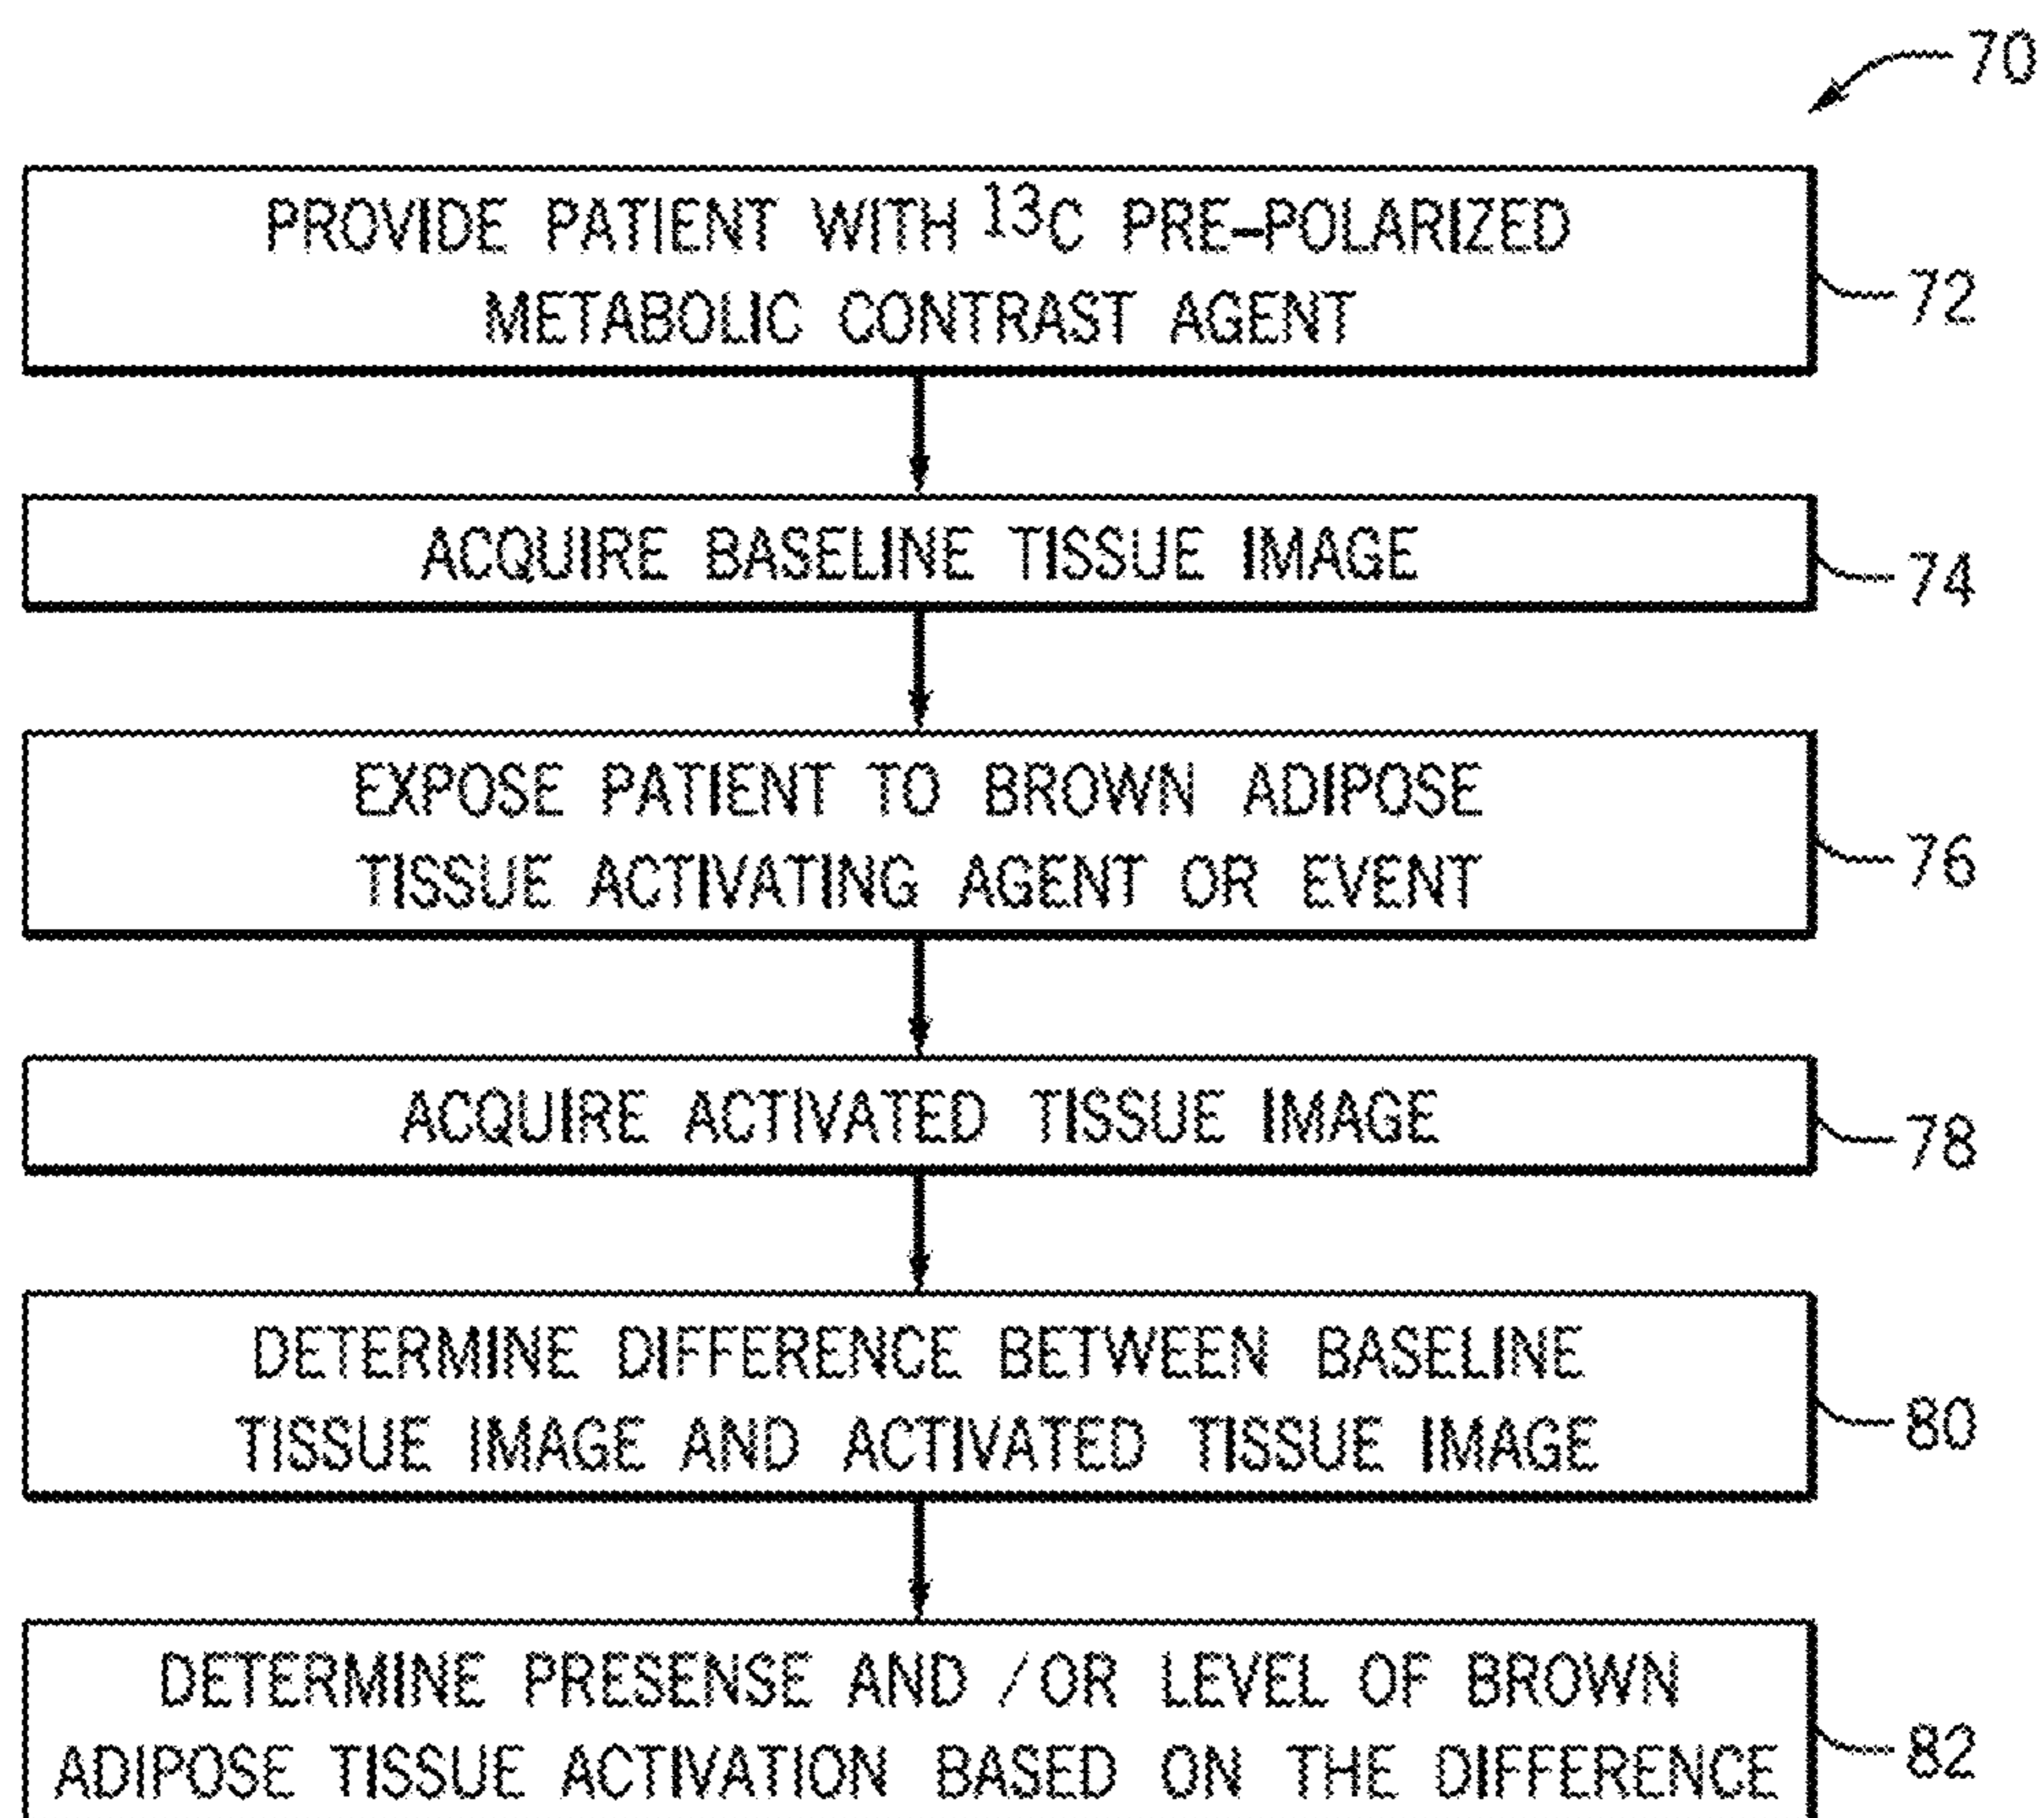 70
PROVIDE PATIENT WITH ¹³C PRE-POLARIZED
METABOLIC CONTRAST AGENT
72
ACQUIRE BASELINE TISSUE IMAGE
74
EXPOSE PATIENT TO BROWN ADIPOSE
TISSUE ACTIVATING AGENT OR EVENT
76
ACQUIRE ACTIVATED TISSUE IMAGE
78
DETERMINE DIFFERENCE BETWEEN BASELINE
TISSUE IMAGE AND ACTIVATED TISSUE IMAGE
80
DETERMINE PRESENSE AND /OR LEVEL OF BROWN
ADIPOSE TISSUE ACTIVATION BASED ON THE DIFFERENCE
82